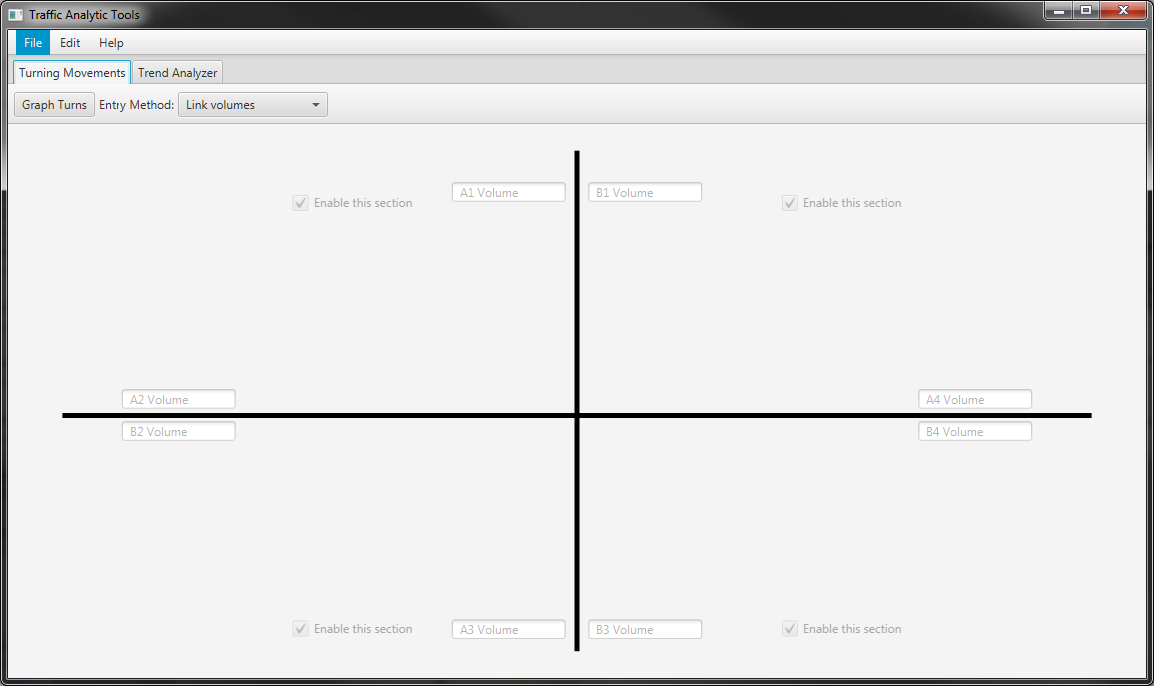 Traffic Analytic Tools
File Edit Help
Turning Movements Trend Analyzer
Graph Turns Entry Method: Link volumes
A1 Volume B1 Volume
Enable this section Enable this section
A2 Volume A4 Volume
B2 Volume B4 Volume
Enable this section A3 Volume B3 Volume Enable this section